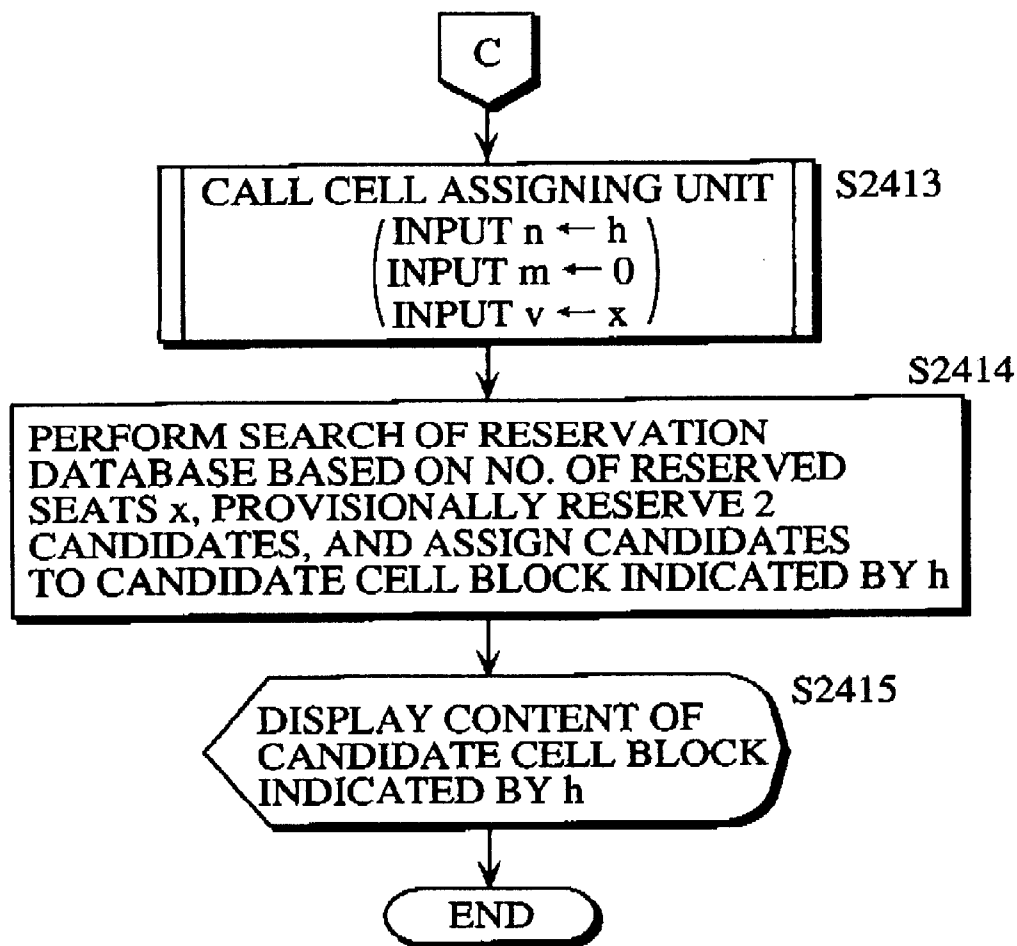 C
CALL CELL ASSIGNING UNIT
INPUT n ← h
INPUT m ← 0
INPUT v ← x
S2413
S2414
PERFORM SEARCH OF RESERVATION
DATABASE BASED ON NO. OF RESERVED
SEATS x, PROVISIONALLY RESERVE 2
CANDIDATES, AND ASSIGN CANDIDATES
TO CANDIDATE CELL BLOCK INDICATED BY h
S2415
DISPLAY CONTENT OF
CANDIDATE CELL BLOCK
INDICATED BY h
END